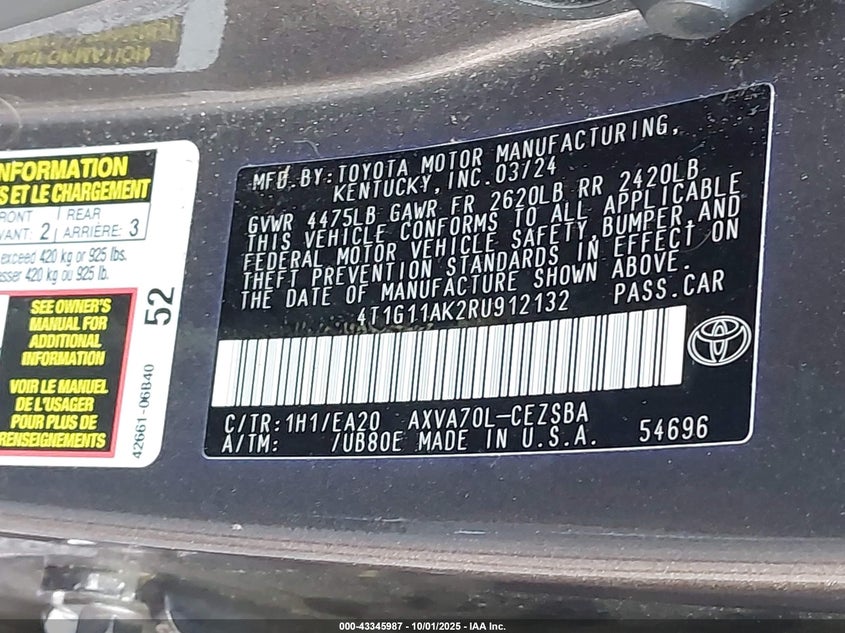 INFORMATION
S ET LE CHARGEMENT
FRONT
REAR
VANT: 2
ARRIÈRE: 3
exceed 420 kg or 925 lbs.
sser 420 kg ou 925 lb.
SEE OWNER'S
MANUAL FOR
ADDITIONAL
INFORMATION
VOIR LE MANUEL
DE L'USAGER
POUR PLUS DE
RENSEIGNEMENTS
52
42661-06B40
MFD. BY: TOYOTA MOTOR MANUFACTURING,
KENTUCKY, INC. 03/24
GVWR 4475LB GAWR FR 2620LB RR 2420LB
THIS VEHICLE CONFORMS TO ALL APPLICABLE
FEDERAL MOTOR VEHICLE SAFETY, BUMPER, AND
THEFT PREVENTION STANDARDS IN EFFECT ON
THE DATE OF MANUFACTURE SHOWN ABOVE.
4T1G11AK2RU912132 PASS. CAR
C/TR: 1H1/EA20 AXVA70L-CEZSBA
A/TM: /UB80E MADE IN U.S.A. 54696
000-43345987 - 10/01/2025 - IAA Inc.